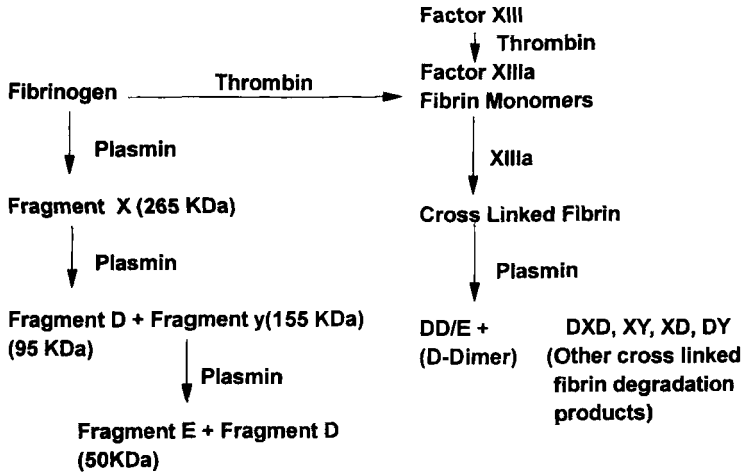 Factor XIII
Thrombin
Factor XIIIa
Fibrinogen
Thrombin
Fibrin Monomers
Plasmin
XIIIa
Fragment X (265 KDa)
Cross Linked Fibrin
Plasmin
Plasmin
Fragment D + Fragment y(155 KDa)
(95 KDa)
DD/E +
(D-Dimer)
DXD, XY, XD, DY
(Other cross linked
fibrin degradation
products)
Plasmin
Fragment E + Fragment D
(50KDa)